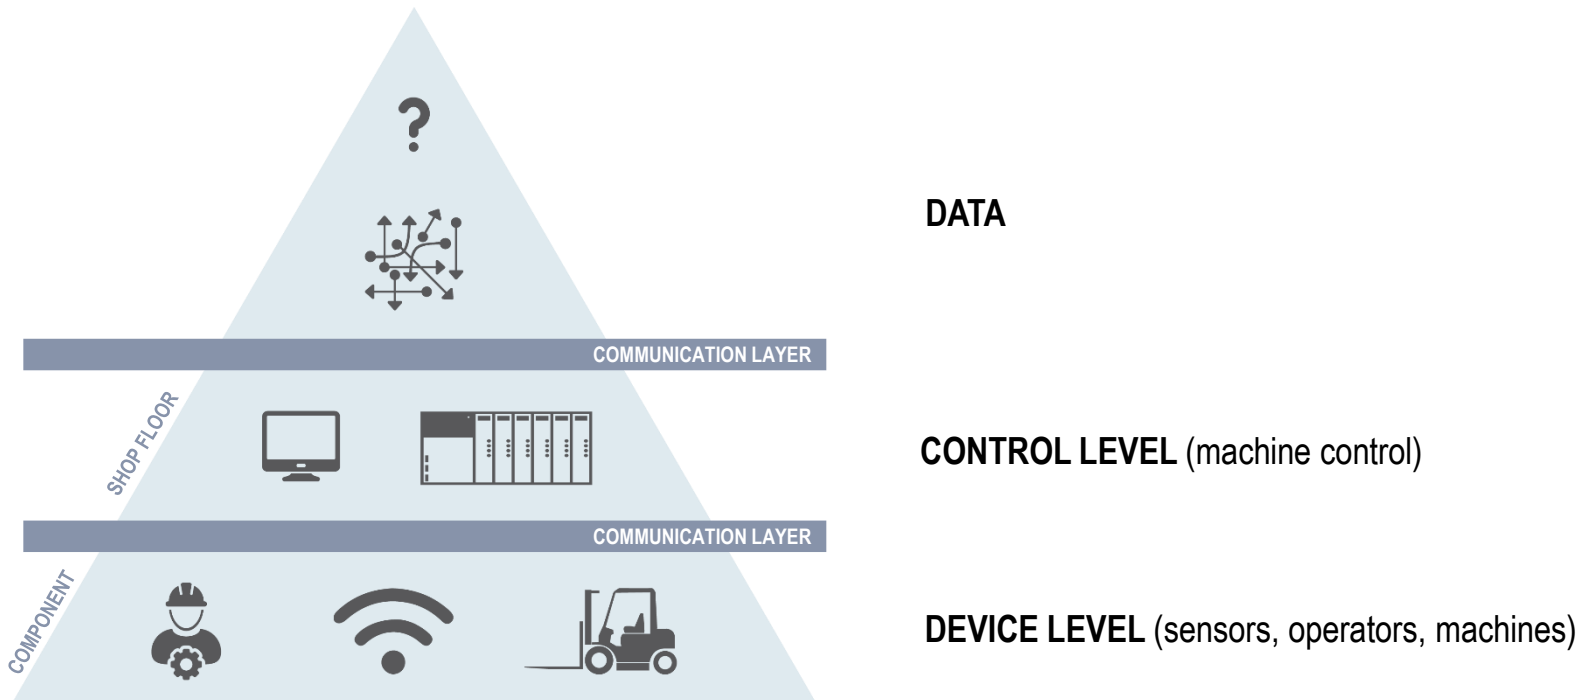 ?
DATA
COMMUNICATION LAYER
SHOP FLOOR
CONTROL LEVEL (machine control)
COMMUNICATION LAYER
COMPONENT
DEVICE LEVEL (sensors, operators, machines)